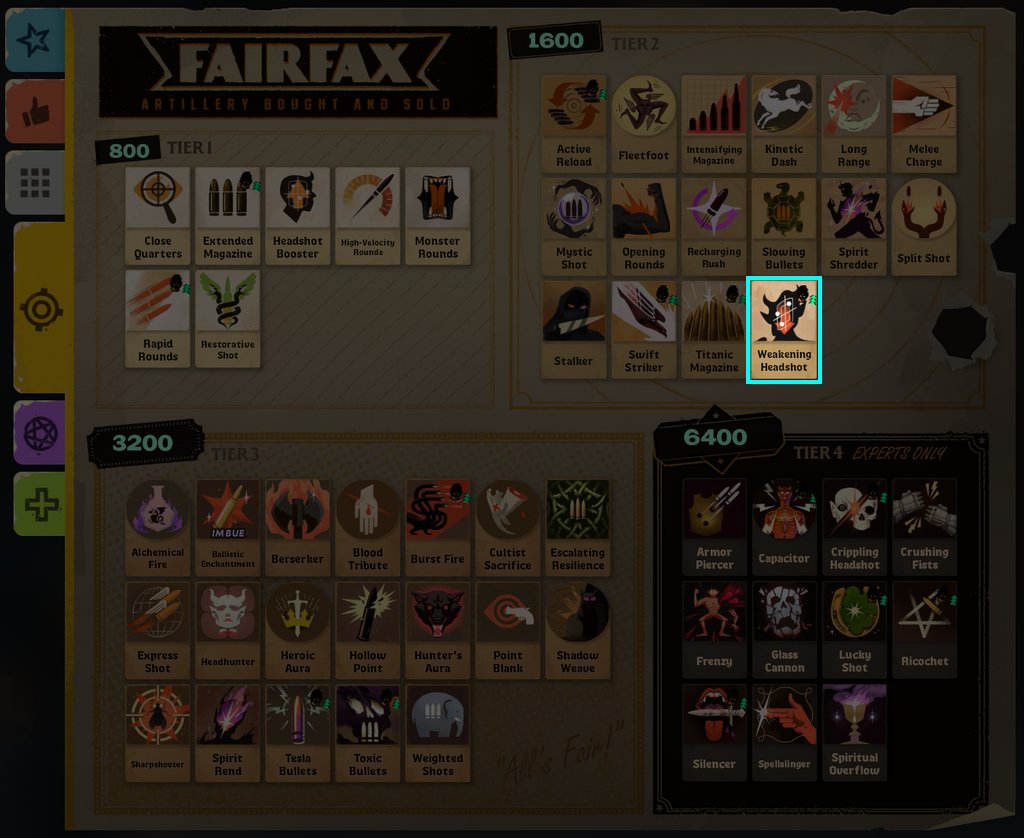 FAIRFAX
ARTILLERY BOUGHT AND SOLD
800 TIER 1
Close Quarters
Extended Magazine
Headshot Booster
High-Velocity Rounds
Monster Rounds
Rapid Rounds
Restorative Shot
1600 TIER 2
Active Reload
Fleetfoot
Intensifying Magazine
Kinetic Dash
Long Range
Melee Charge
Mystic Shot
Opening Rounds
Recharging Rush
Slowing Bullets
Spirit Shredder
Split Shot
Stalker
Swift Striker
Titanic Magazine
Weakening Headshot
3200 TIER 3
Alchemical Fire
IMBUE
Ballistic Enchantment
Berserker
Blood Tribute
Burst Fire
Cultist Sacrifice
Escalating Resilience
Express Shot
Headhunter
Heroic Aura
Hollow Point
Hunter's Aura
Point Blank
Shadow Weave
Sharpshooter
Spirit Rend
Tesla Bullets
Toxic Bullets
Weighted Shots
"All's Fair!"
6400 TIER 4 EXPERTS ONLY
Armor Piercer
Capacitor
Crippling Headshot
Crushing Fists
Frenzy
Glass Cannon
Lucky Shot
Ricochet
Silencer
Spellslinger
Spiritual Overflow